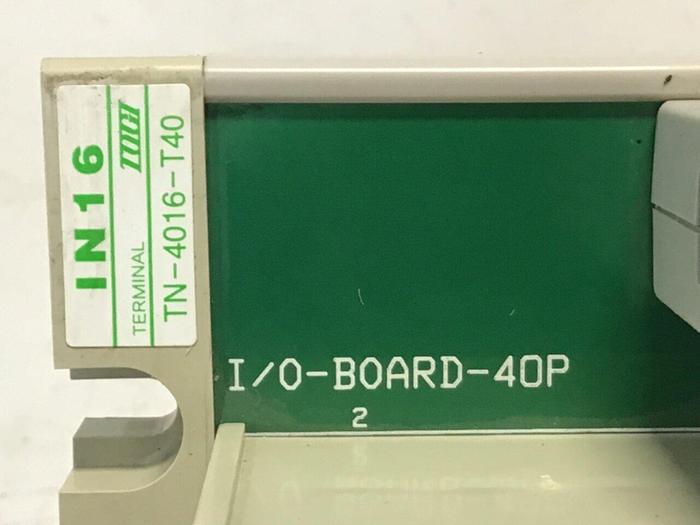 IN16
TOGI
TERMINAL
TN-4016-T40
I/O-BOARD-40P
2